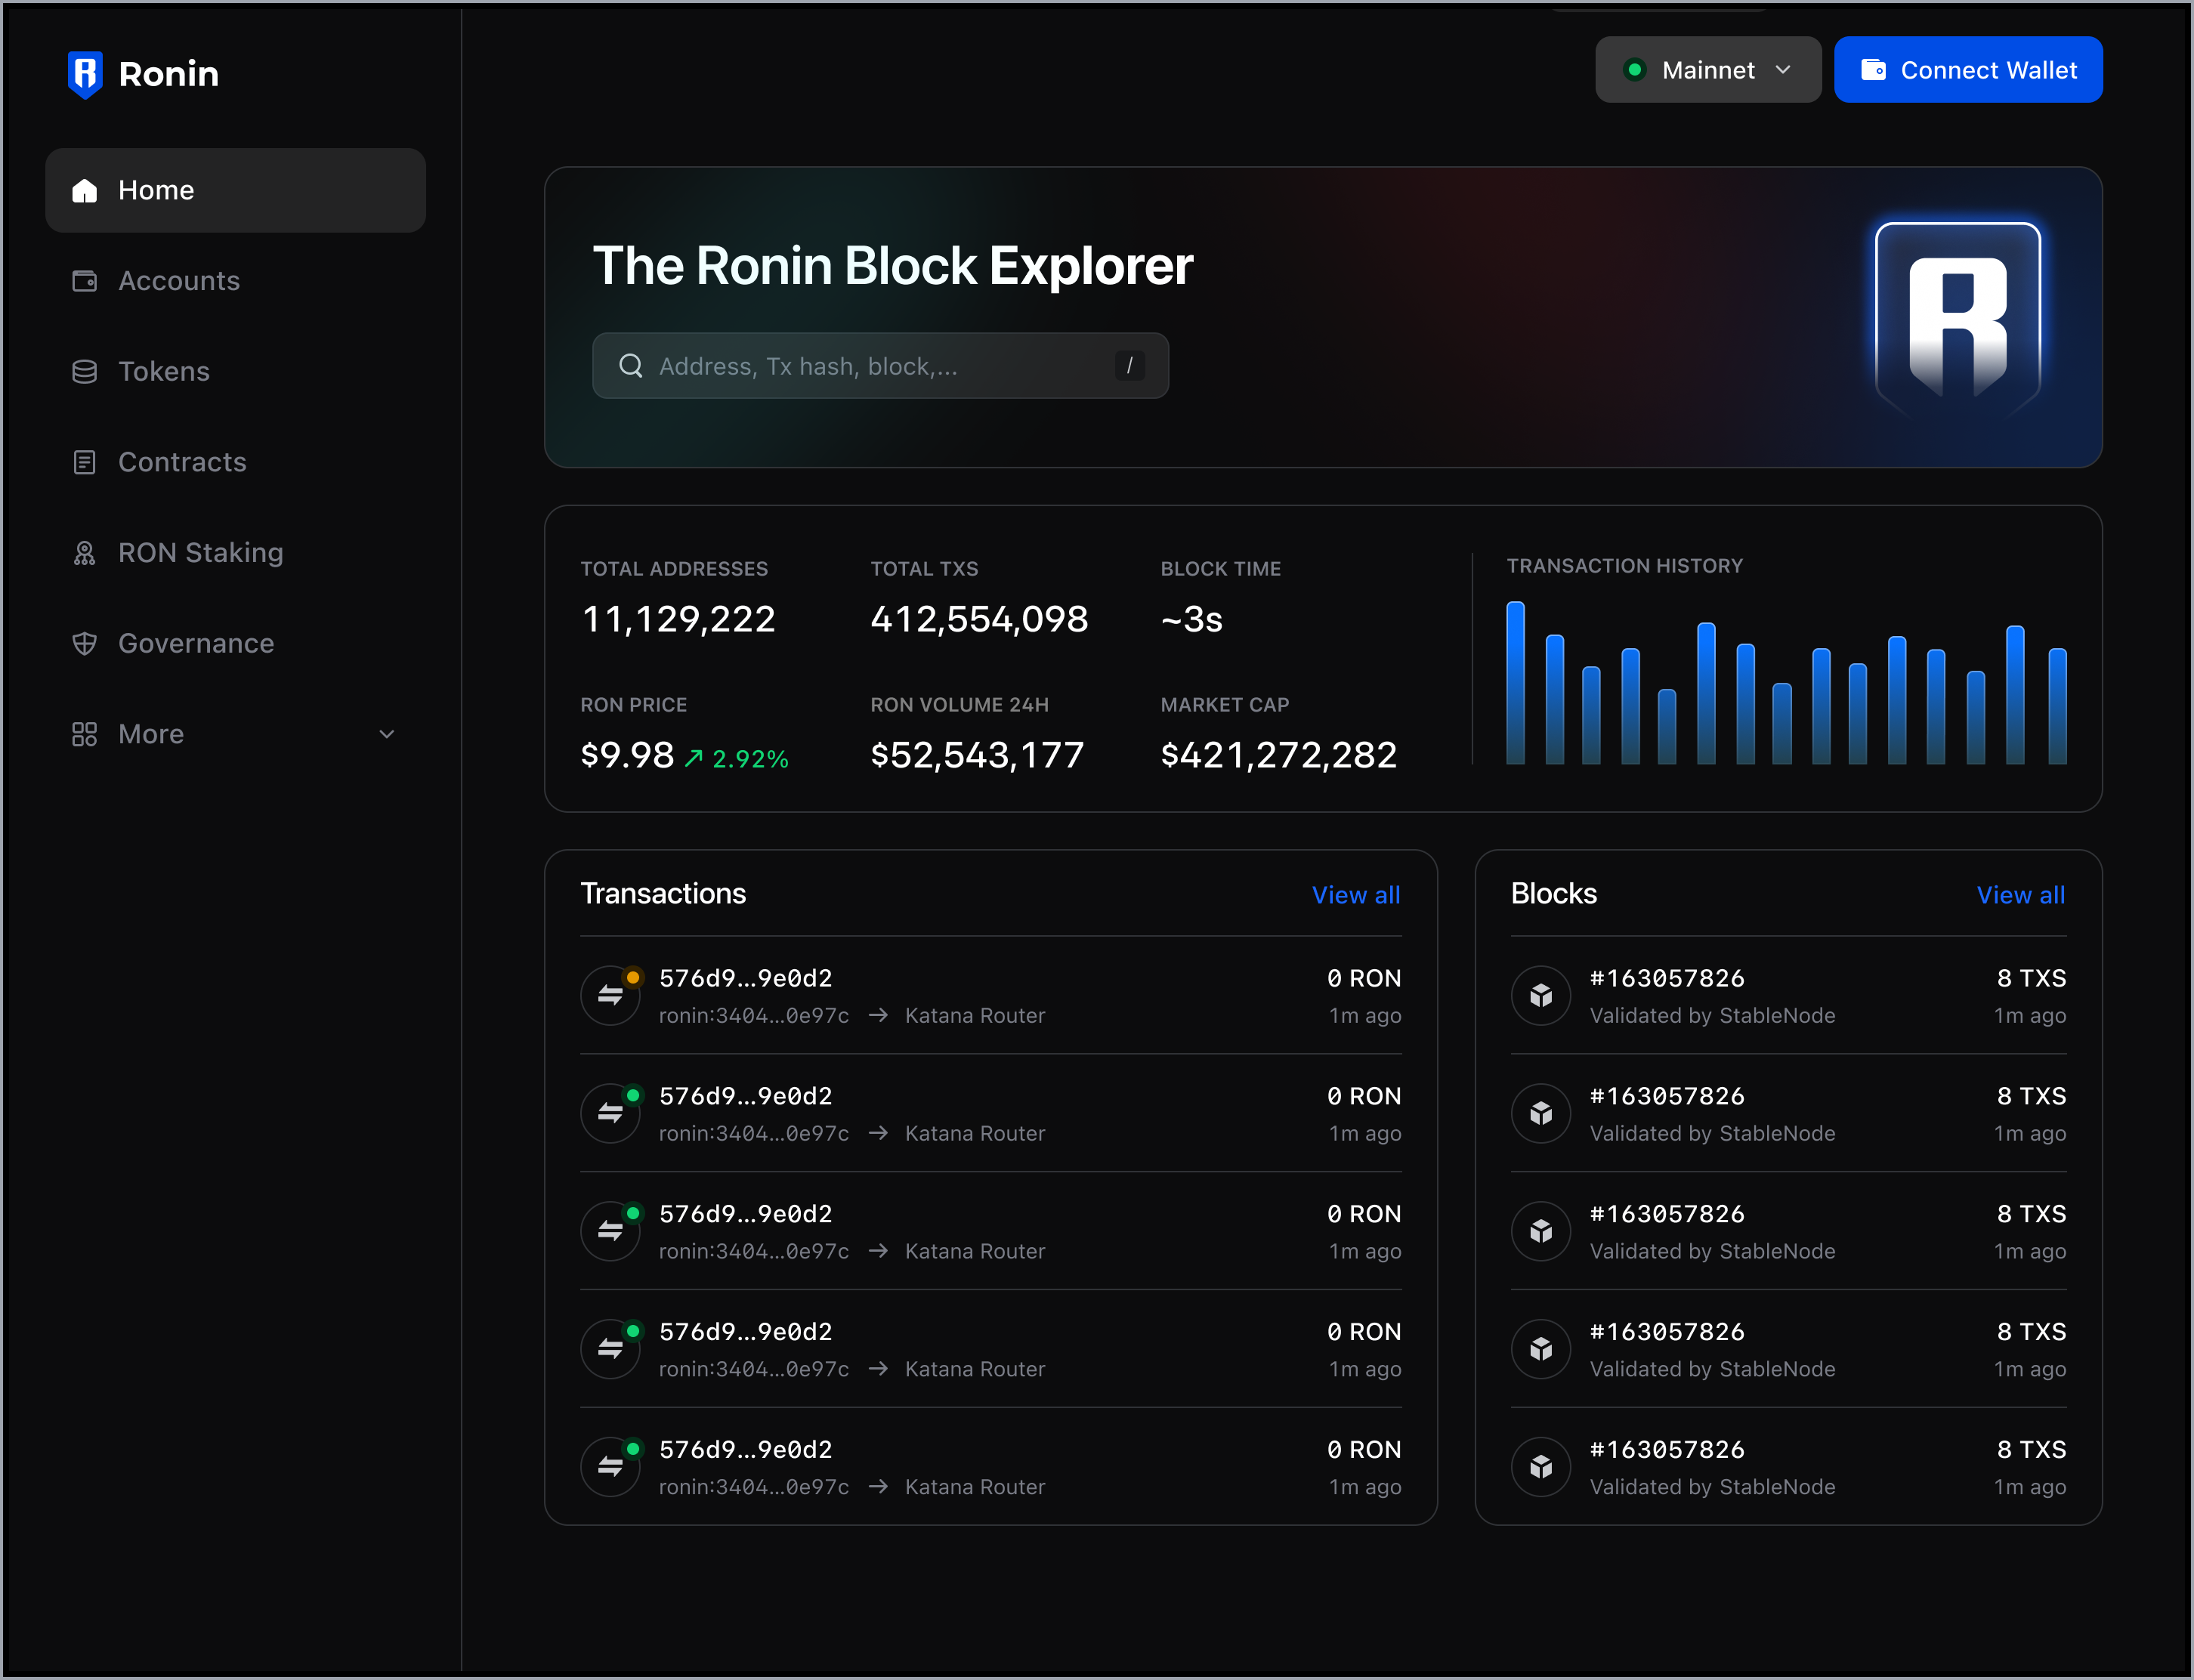 Ronin
Mainnet
Connect Wallet
Home
Accounts
Tokens
Contracts
RON Staking
Governance
More
The Ronin Block Explorer
Address, Tx hash, block,... /
TOTAL ADDRESSES
11,129,222
TOTAL TXS
412,554,098
BLOCK TIME
~3s
RON PRICE
$9.98 ↗ 2.92%
RON VOLUME 24H
$52,543,177
MARKET CAP
$421,272,282
TRANSACTION HISTORY
Transactions View all
576d9...9e0d2 0 RON
ronin:3404...0e97c → Katana Router 1m ago
576d9...9e0d2 0 RON
ronin:3404...0e97c → Katana Router 1m ago
576d9...9e0d2 0 RON
ronin:3404...0e97c → Katana Router 1m ago
576d9...9e0d2 0 RON
ronin:3404...0e97c → Katana Router 1m ago
576d9...9e0d2 0 RON
ronin:3404...0e97c → Katana Router 1m ago
Blocks View all
#163057826 8 TXS
Validated by StableNode 1m ago
#163057826 8 TXS
Validated by StableNode 1m ago
#163057826 8 TXS
Validated by StableNode 1m ago
#163057826 8 TXS
Validated by StableNode 1m ago
#163057826 8 TXS
Validated by StableNode 1m ago